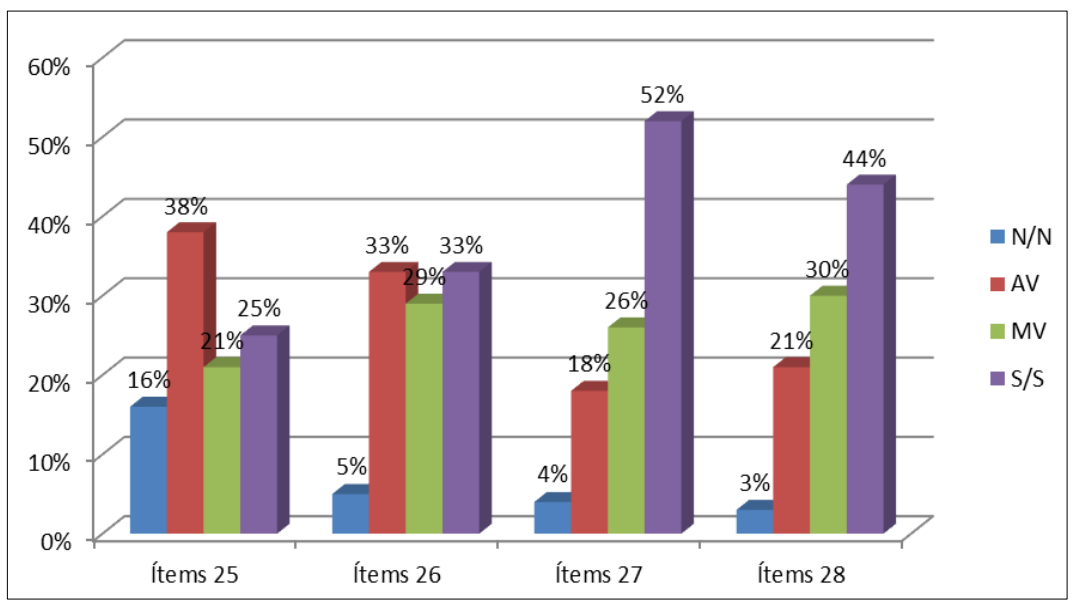 60%
50%
40%
30%
20%
10%
0%
16%
38%
21%
25%
5%
33%
29%
33%
4%
18%
26%
52%
3%
21%
30%
44%
Ítems 25
Ítems 26
Ítems 27
Ítems 28
N/N
AV
MV
S/S